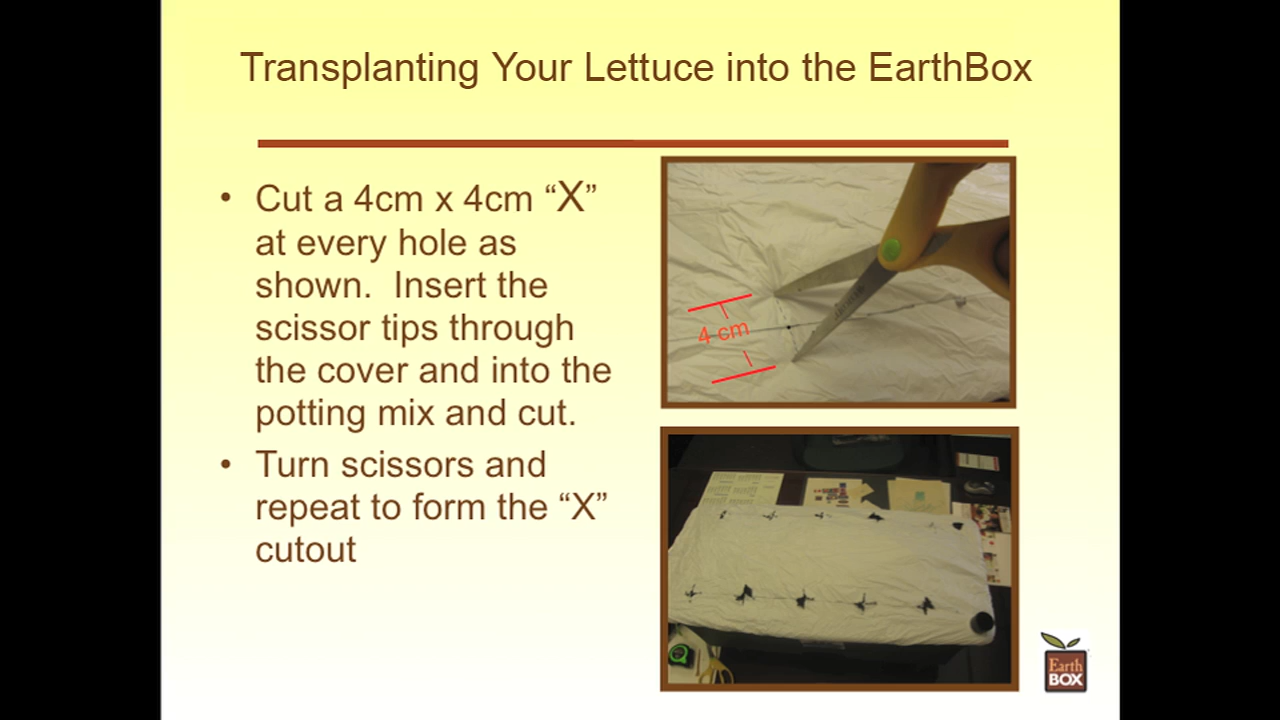 Transplanting Your Lettuce into the EarthBox
• Cut a 4cm x 4cm “X”
at every hole as
shown.  Insert the
scissor tips through
the cover and into the
potting mix and cut.
• Turn scissors and
repeat to form the “X”
cutout
4 cm
Earth
BOX